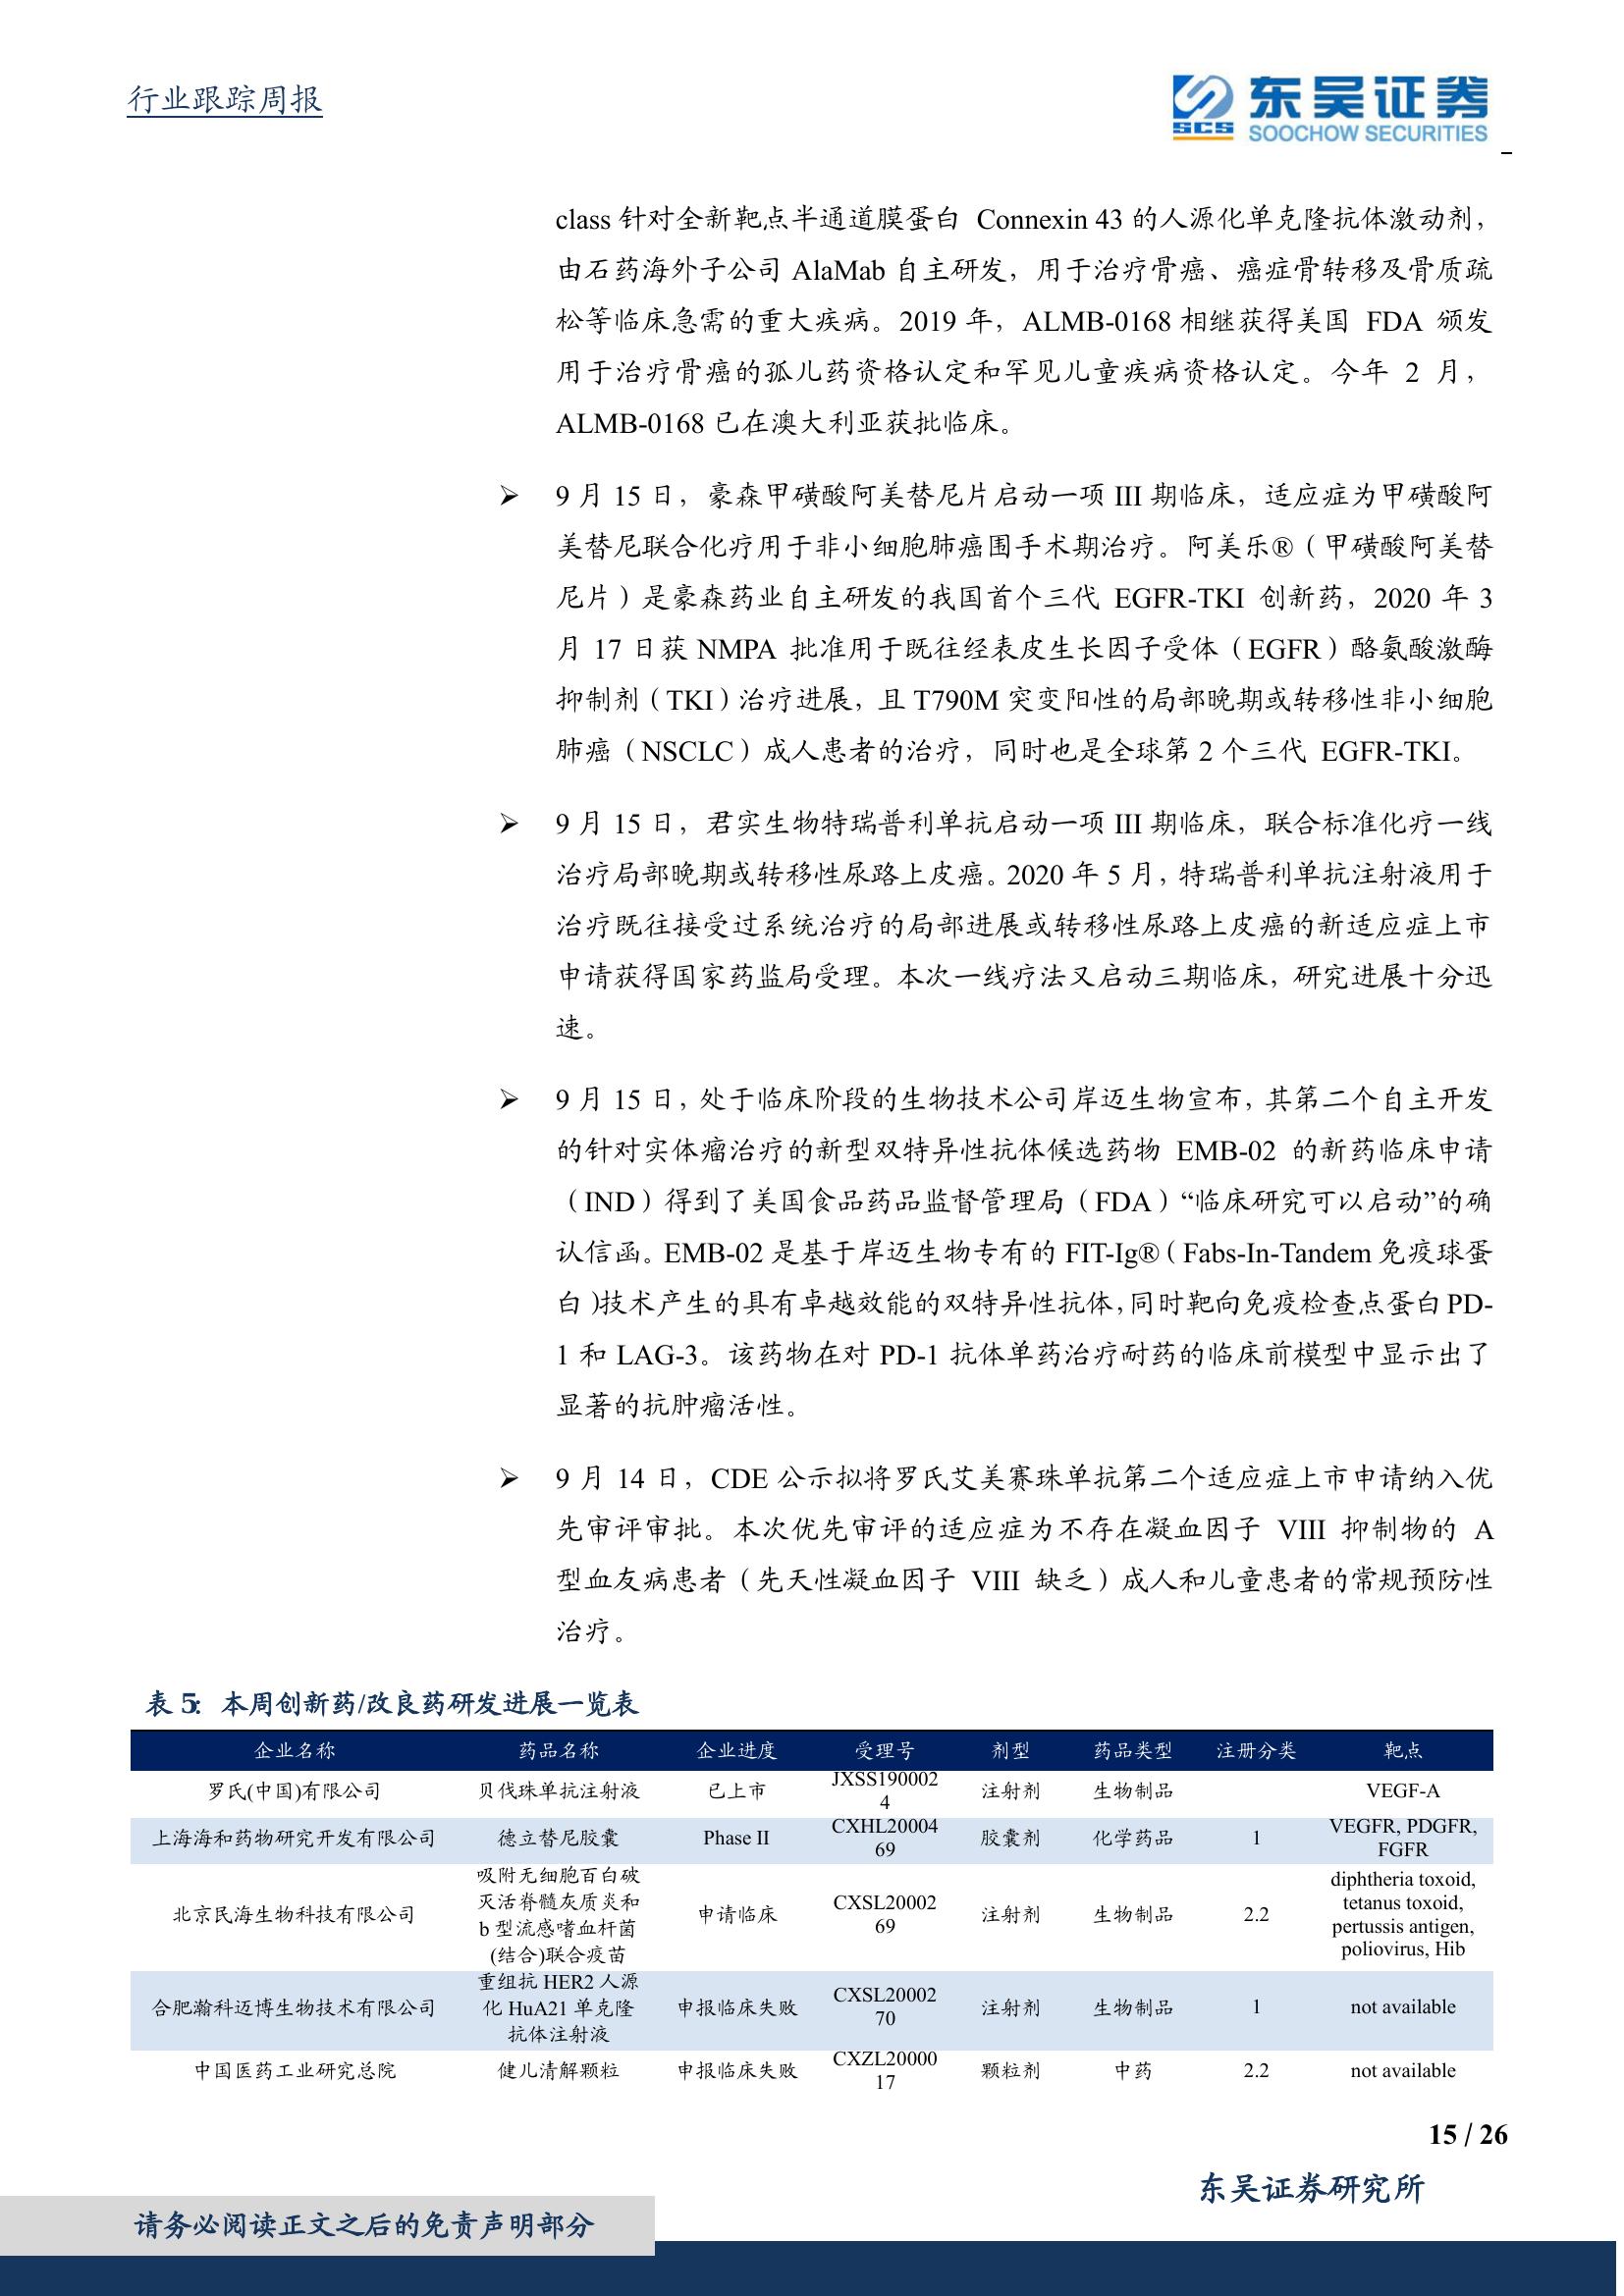 行业跟踪周报
东吴证券
SCS
SOOCHOW SECURITIES
class 针对全新靶点半通道膜蛋白 Connexin 43 的人源化单克隆抗体激动剂，
由石药海外子公司 AlaMab 自主研发，用于治疗骨癌、癌症骨转移及骨质疏
松等临床急需的重大疾病。2019 年，ALMB-0168 相继获得美国 FDA 颁发
用于治疗骨癌的孤儿药资格认定和罕见儿童疾病资格认定。今年 2 月，
ALMB-0168 已在澳大利亚获批临床。
➢ 9 月 15 日，豪森甲磺酸阿美替尼片启动一项 III 期临床，适应症为甲磺酸阿
美替尼联合化疗用于非小细胞肺癌围手术期治疗。阿美乐®（甲磺酸阿美替
尼片）是豪森药业自主研发的我国首个三代 EGFR-TKI 创新药，2020 年 3
月 17 日获 NMPA 批准用于既往经表皮生长因子受体（EGFR）酪氨酸激酶
抑制剂（TKI）治疗进展，且 T790M 突变阳性的局部晚期或转移性非小细胞
肺癌（NSCLC）成人患者的治疗，同时也是全球第 2 个三代 EGFR-TKI。
➢ 9 月 15 日，君实生物特瑞普利单抗启动一项 III 期临床，联合标准化疗一线
治疗局部晚期或转移性尿路上皮癌。2020 年 5 月，特瑞普利单抗注射液用于
治疗既往接受过系统治疗的局部进展或转移性尿路上皮癌的新适应症上市
申请获得国家药监局受理。本次一线疗法又启动三期临床，研究进展十分迅
速。
➢ 9 月 15 日，处于临床阶段的生物技术公司岸迈生物宣布，其第二个自主开发
的针对实体瘤治疗的新型双特异性抗体候选药物 EMB-02 的新药临床申请
（IND）得到了美国食品药品监督管理局（FDA）“临床研究可以启动”的确
认信函。EMB-02 是基于岸迈生物专有的 FIT-Ig®（Fabs-In-Tandem 免疫球蛋
白)技术产生的具有卓越效能的双特异性抗体，同时靶向免疫检查点蛋白 PD-
1 和 LAG-3。该药物在对 PD-1 抗体单药治疗耐药的临床前模型中显示出了
显著的抗肿瘤活性。
➢ 9 月 14 日，CDE 公示拟将罗氏艾美赛珠单抗第二个适应症上市申请纳入优
先审评审批。本次优先审评的适应症为不存在凝血因子 VIII 抑制物的 A
型血友病患者（先天性凝血因子 VIII 缺乏）成人和儿童患者的常规预防性
治疗。
表 5：本周创新药/改良药研发进展一览表
企业名称 药品名称 企业进度 受理号 剂型 药品类型 注册分类 靶点
罗氏(中国)有限公司 贝伐珠单抗注射液 已上市 JXSS190002
4 注射剂 生物制品 VEGF-A
上海海和药物研究开发有限公司 德立替尼胶囊 Phase II CXHL20004
69 胶囊剂 化学药品 1 VEGFR, PDGFR,
FGFR
北京民海生物科技有限公司 吸附无细胞百白破
灭活脊髓灰质炎和
b 型流感嗜血杆菌
(结合)联合疫苗 申请临床 CXSL20002
69 注射剂 生物制品 2.2 diphtheria toxoid,
tetanus toxoid,
pertussis antigen,
poliovirus, Hib
合肥瀚科迈博生物技术有限公司 重组抗 HER2 人源
化 HuA21 单克隆
抗体注射液 申报临床失败 CXSL20002
70 注射剂 生物制品 1 not available
中国医药工业研究总院 健儿清解颗粒 申报临床失败 CXZL20000
17 颗粒剂 中药 2.2 not available
15 / 26
东吴证券研究所
请务必阅读正文之后的免责声明部分